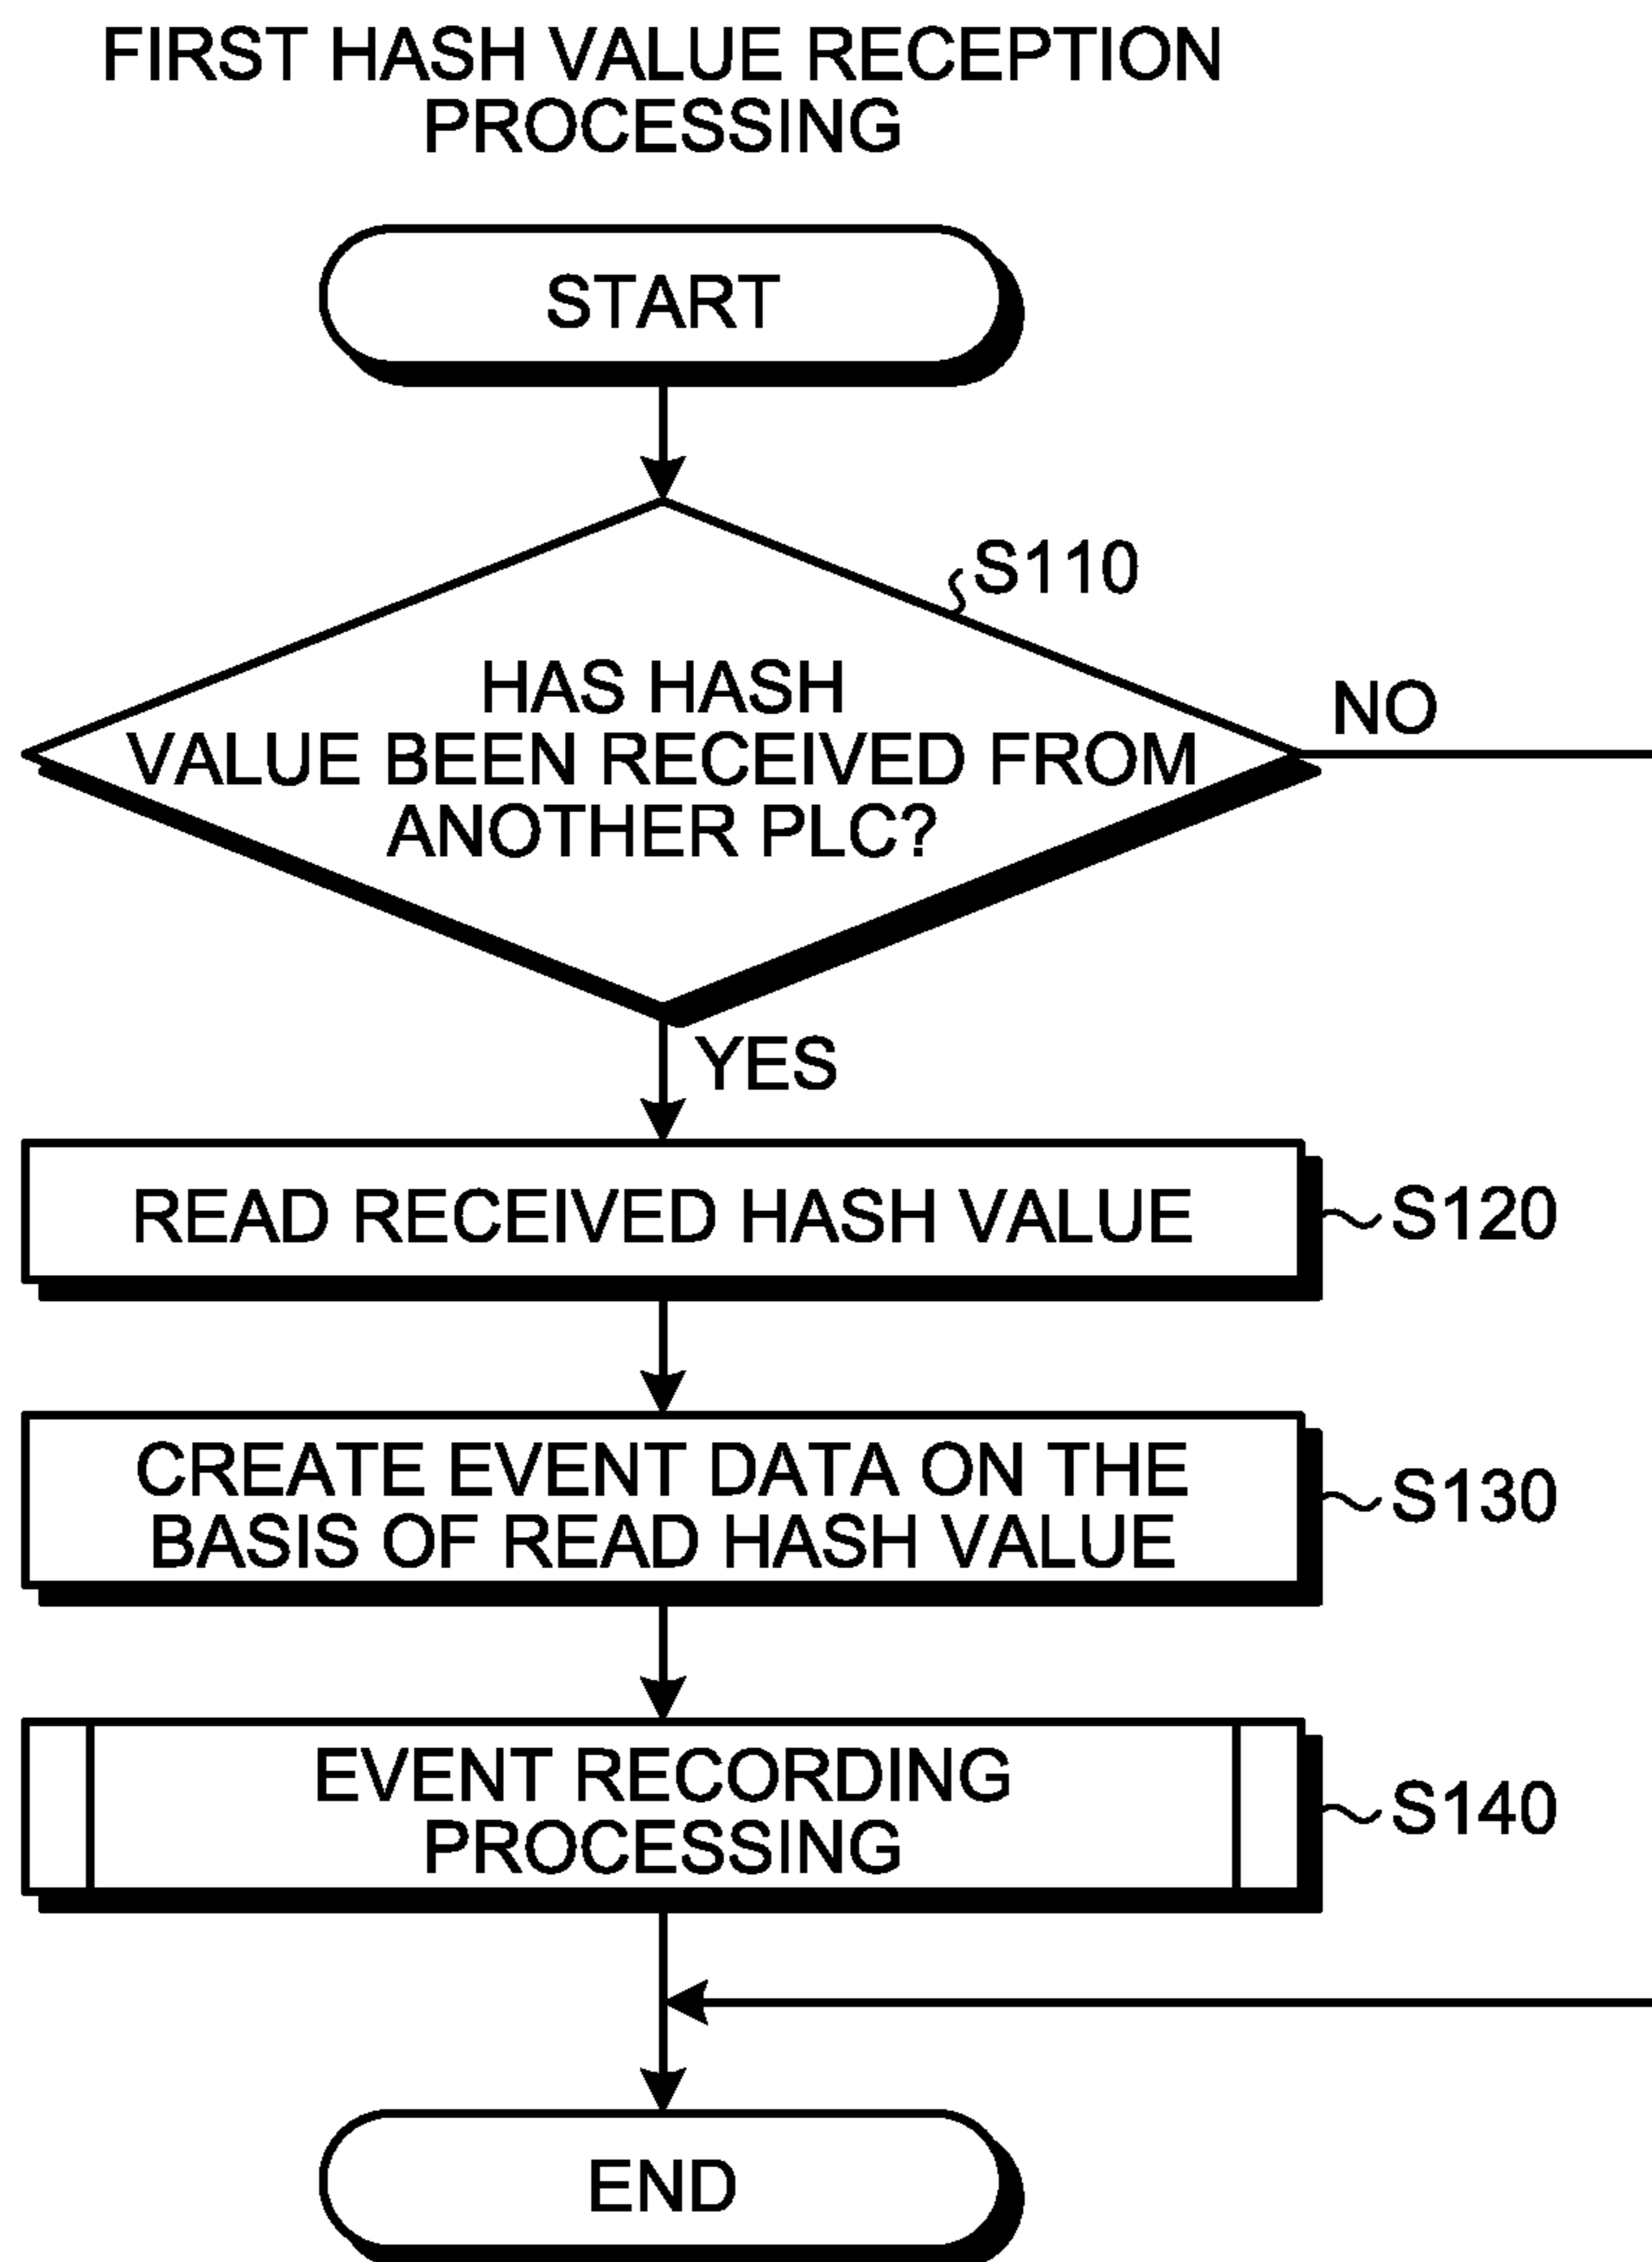 FIRST HASH VALUE RECEPTION
PROCESSING
START
S110
HAS HASH
VALUE BEEN RECEIVED FROM
ANOTHER PLC?
NO
YES
READ RECEIVED HASH VALUE
S120
CREATE EVENT DATA ON THE
BASIS OF READ HASH VALUE
S130
EVENT RECORDING
PROCESSING
S140
END